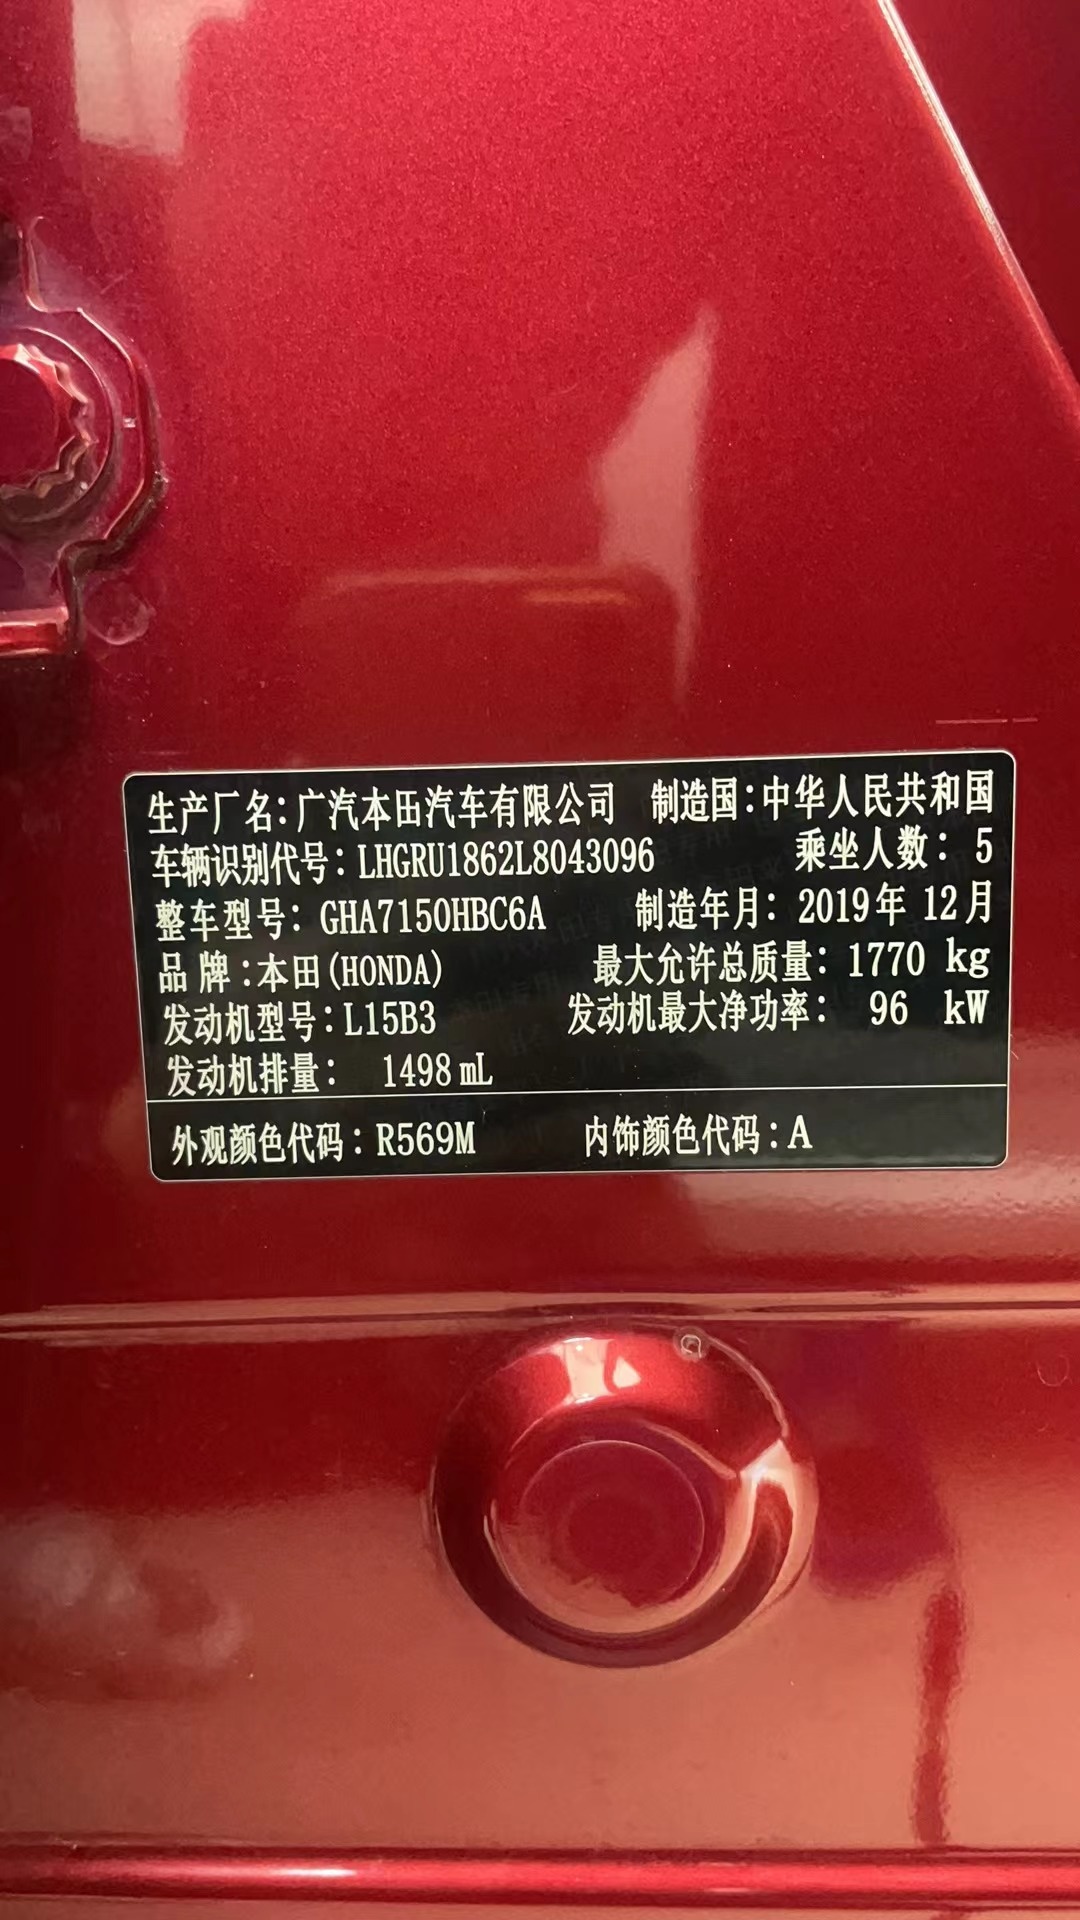 生产厂名：广汽本田汽车有限公司 制造国：中华人民共和国
车辆识别代号：LHGRU1862L8043096 乘坐人数：5
整车型号：GHA7150HBC6A 制造年月：2019年 12月
品 牌：本田(HONDA) 最大允许总质量：1770 kg
发动机型号：L15B3 发动机最大净功率： 96 kW
发动机排量： 1498 mL
外观颜色代码：R569M 内饰颜色代码：A